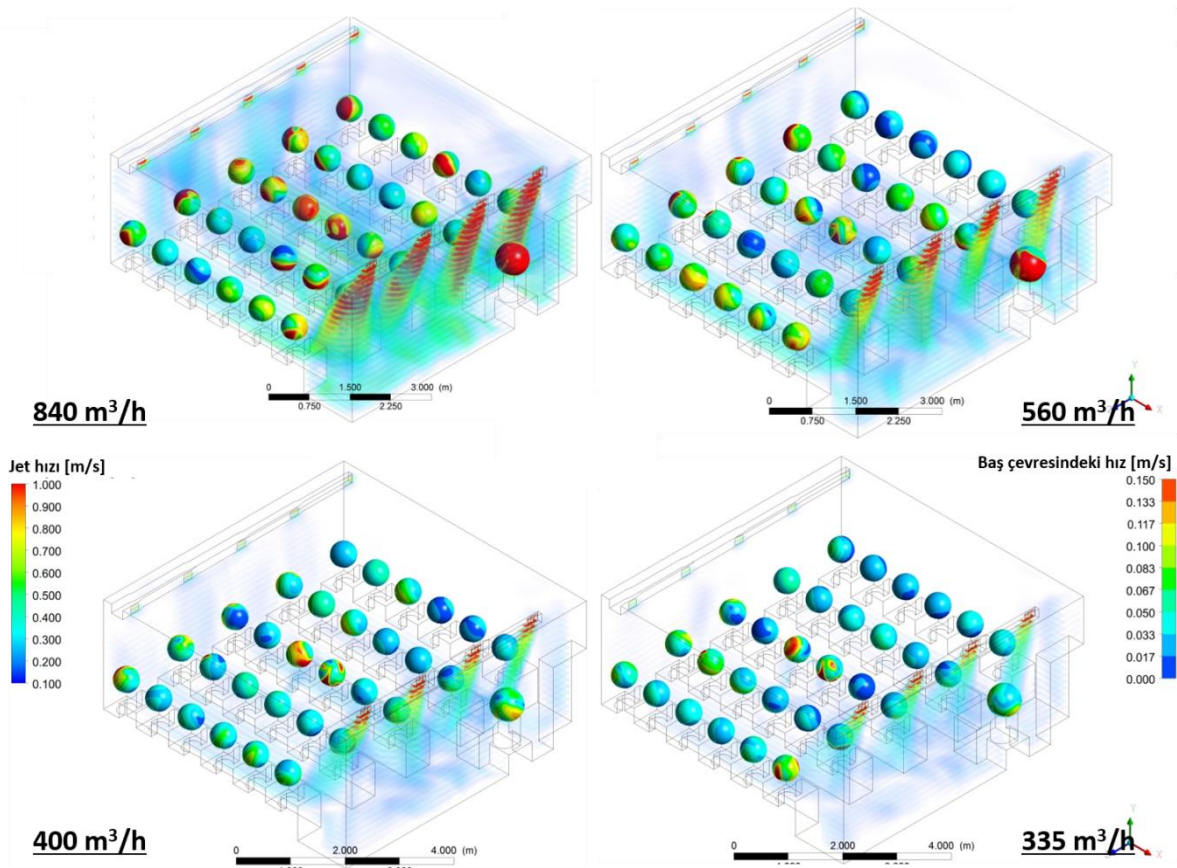 0 1.500 3.000 (m)
0.750 2.250
840 m³/h
0 1.500 3.000 (m)
0.750 2.250
Y
X
560 m³/h
Jet hızı [m/s]
1.000
0.900
0.800
0.700
0.600
0.500
0.400
0.300
0.200
0.100
Baş çevresindeki hız [m/s]
0.150
0.133
0.117
0.100
0.083
0.067
0.050
0.033
0.017
0.000
0 2.000 4.000 (m)
400 m³/h
0 2.000 4.000 (m)
Y
X
335 m³/h